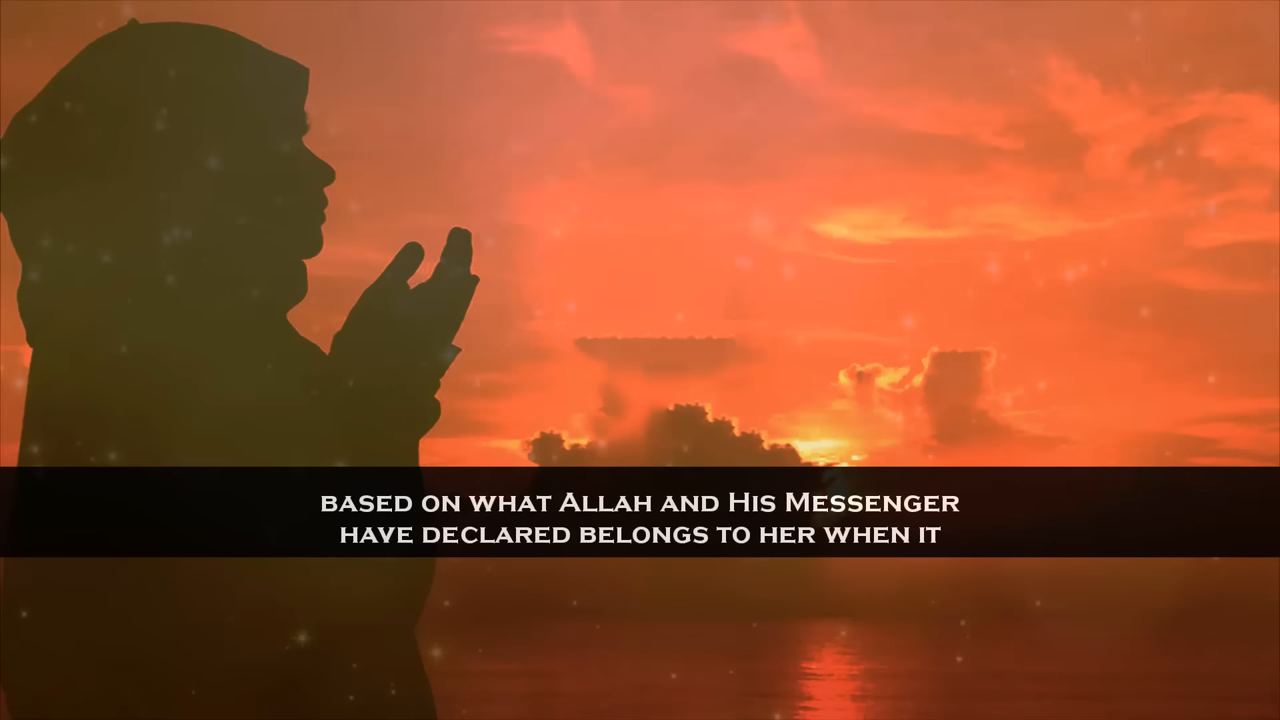 BASED ON WHAT ALLAH AND HIS MESSENGER
HAVE DECLARED BELONGS TO HER WHEN IT